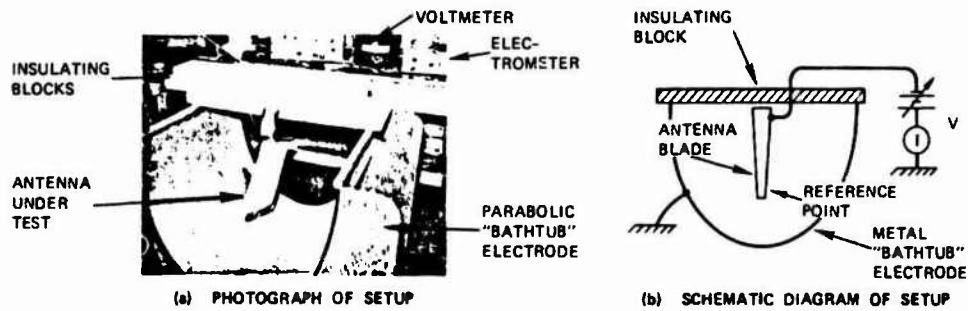 VOLTMETER
ELEC-
TROMETER
INSULATING
BLOCKS
ANTENNA
UNDER
TEST
PARABOLIC
"BATHTUB"
ELECTRODE
(a) PHOTOGRAPH OF SETUP
INSULATING
BLOCK
V
I
ANTENNA
BLADE
REFERENCE
POINT
METAL
"BATHTUB"
ELECTRODE
(b) SCHEMATIC DIAGRAM OF SETUP